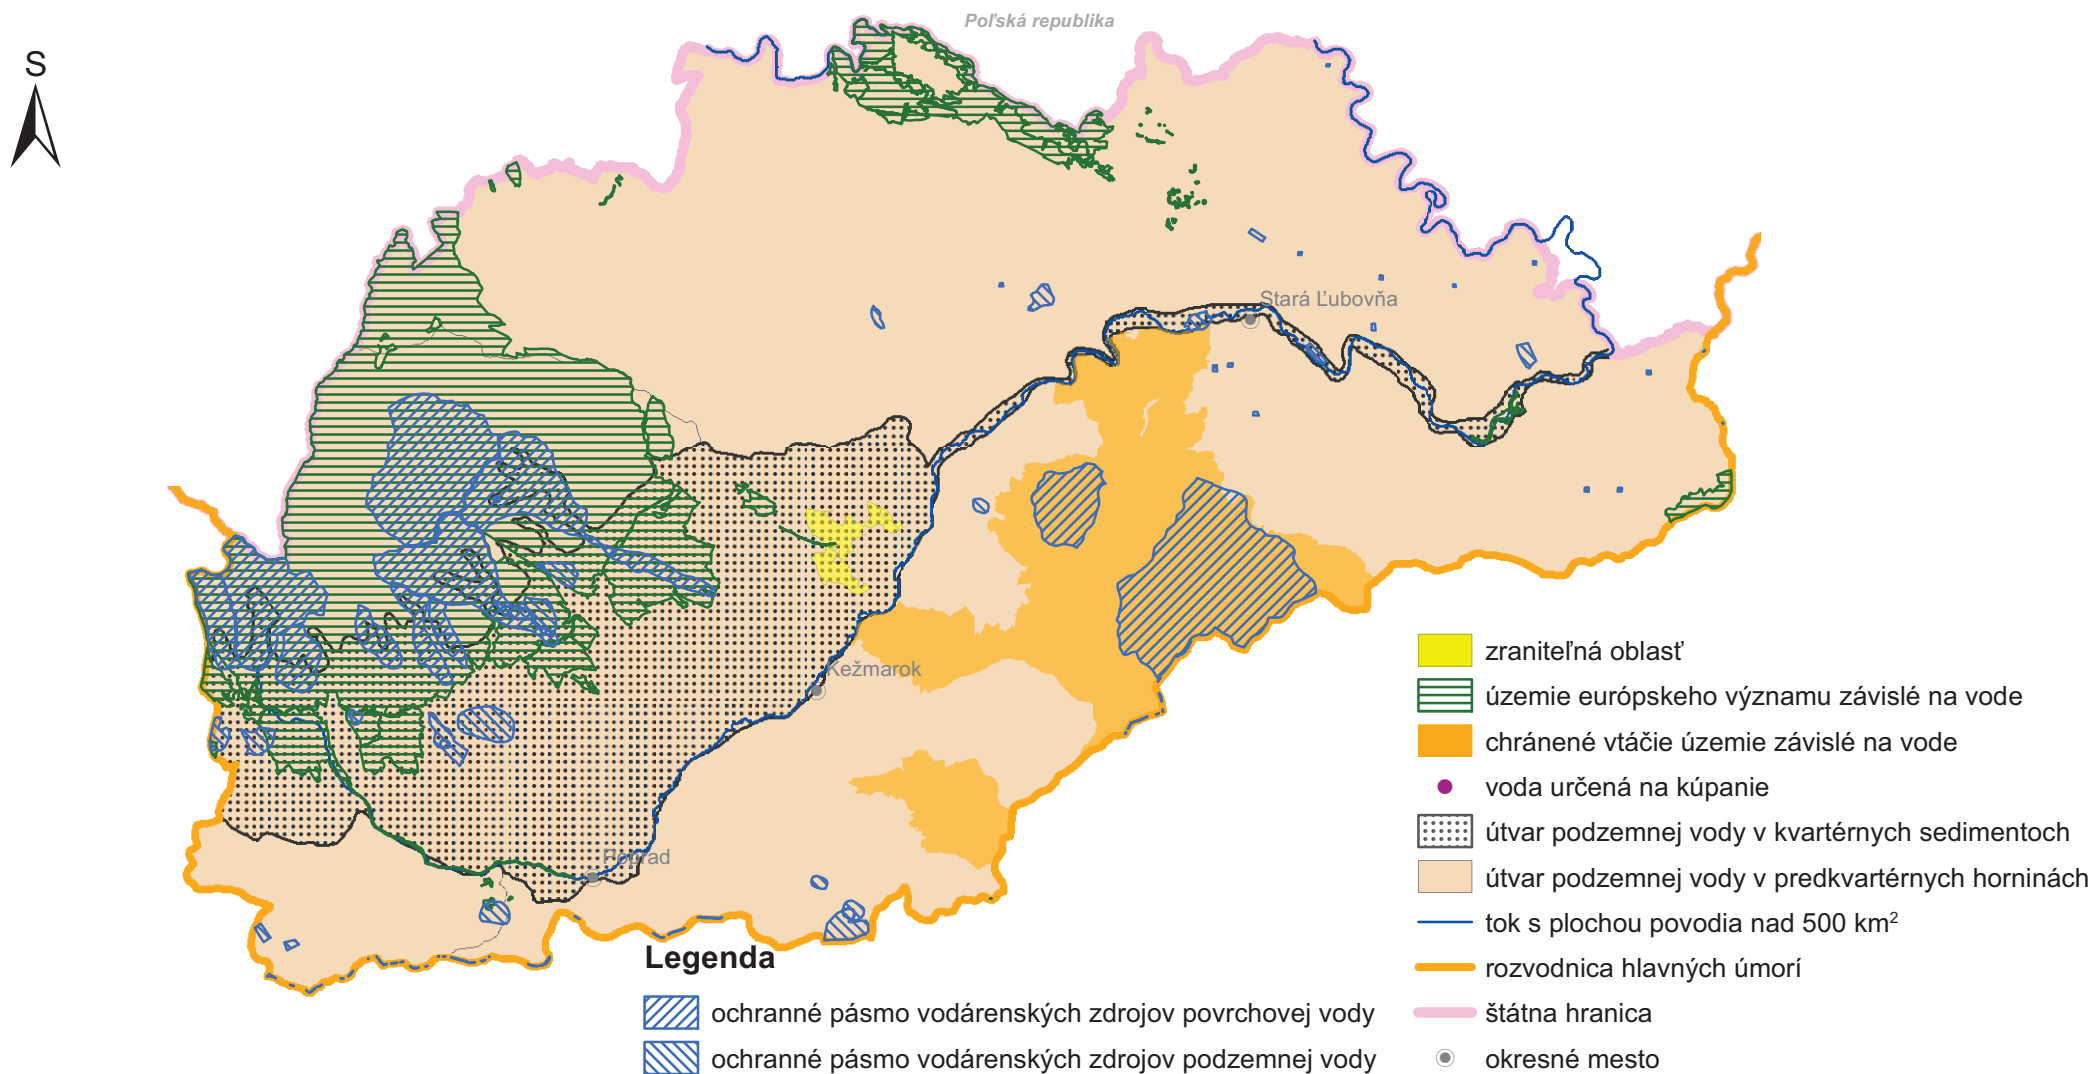 Poľská republika
S
Stará Ľubovňa
Kežmarok
Poprad
zraniteľná oblasť
územie európskeho významu závislé na vode
chránené vtáčie územie závislé na vode
voda určená na kúpanie
útvar podzemnej vody v kvartérnych sedimentoch
útvar podzemnej vody v predkvartérnych horninách
tok s plochou povodia nad 500 km²
rozvodnica hlavných úmorí
štátna hranica
okresné mesto
Legenda
ochranné pásmo vodárenských zdrojov povrchovej vody
ochranné pásmo vodárenských zdrojov podzemnej vody